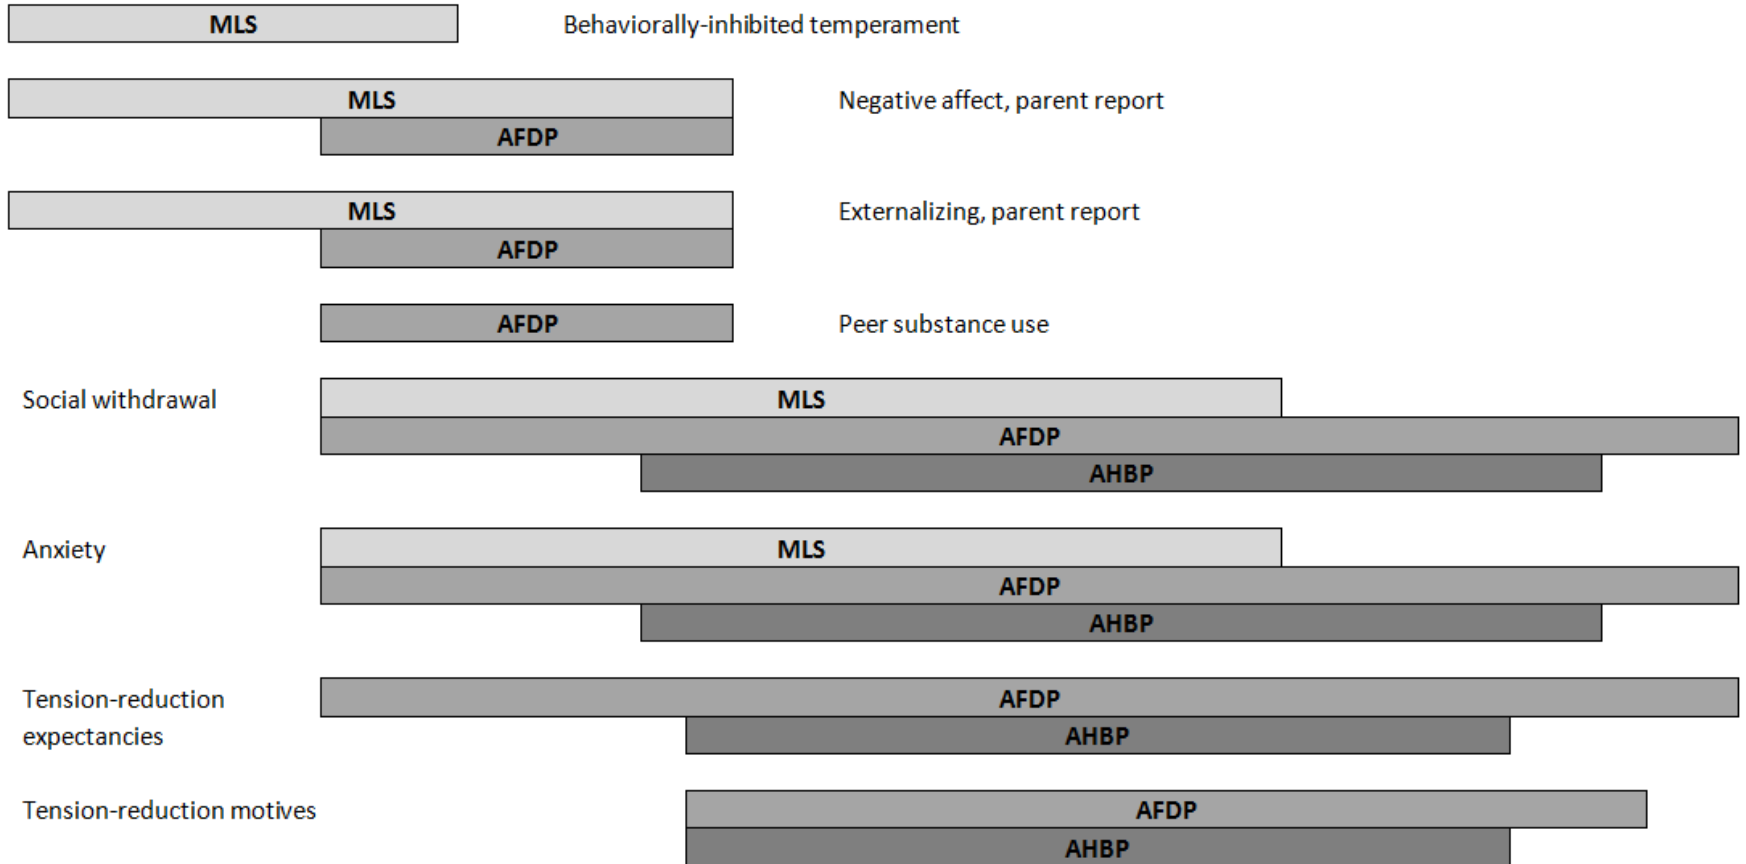 MLS Behaviorally-inhibited temperament
MLS Negative affect, parent report
AFDP
MLS Externalizing, parent report
AFDP
AFDP Peer substance use
Social withdrawal MLS
AFDP
AHBP
Anxiety MLS
AFDP
AHBP
Tension-reduction AFDP
expectancies AHBP
Tension-reduction motives AFDP
AHBP